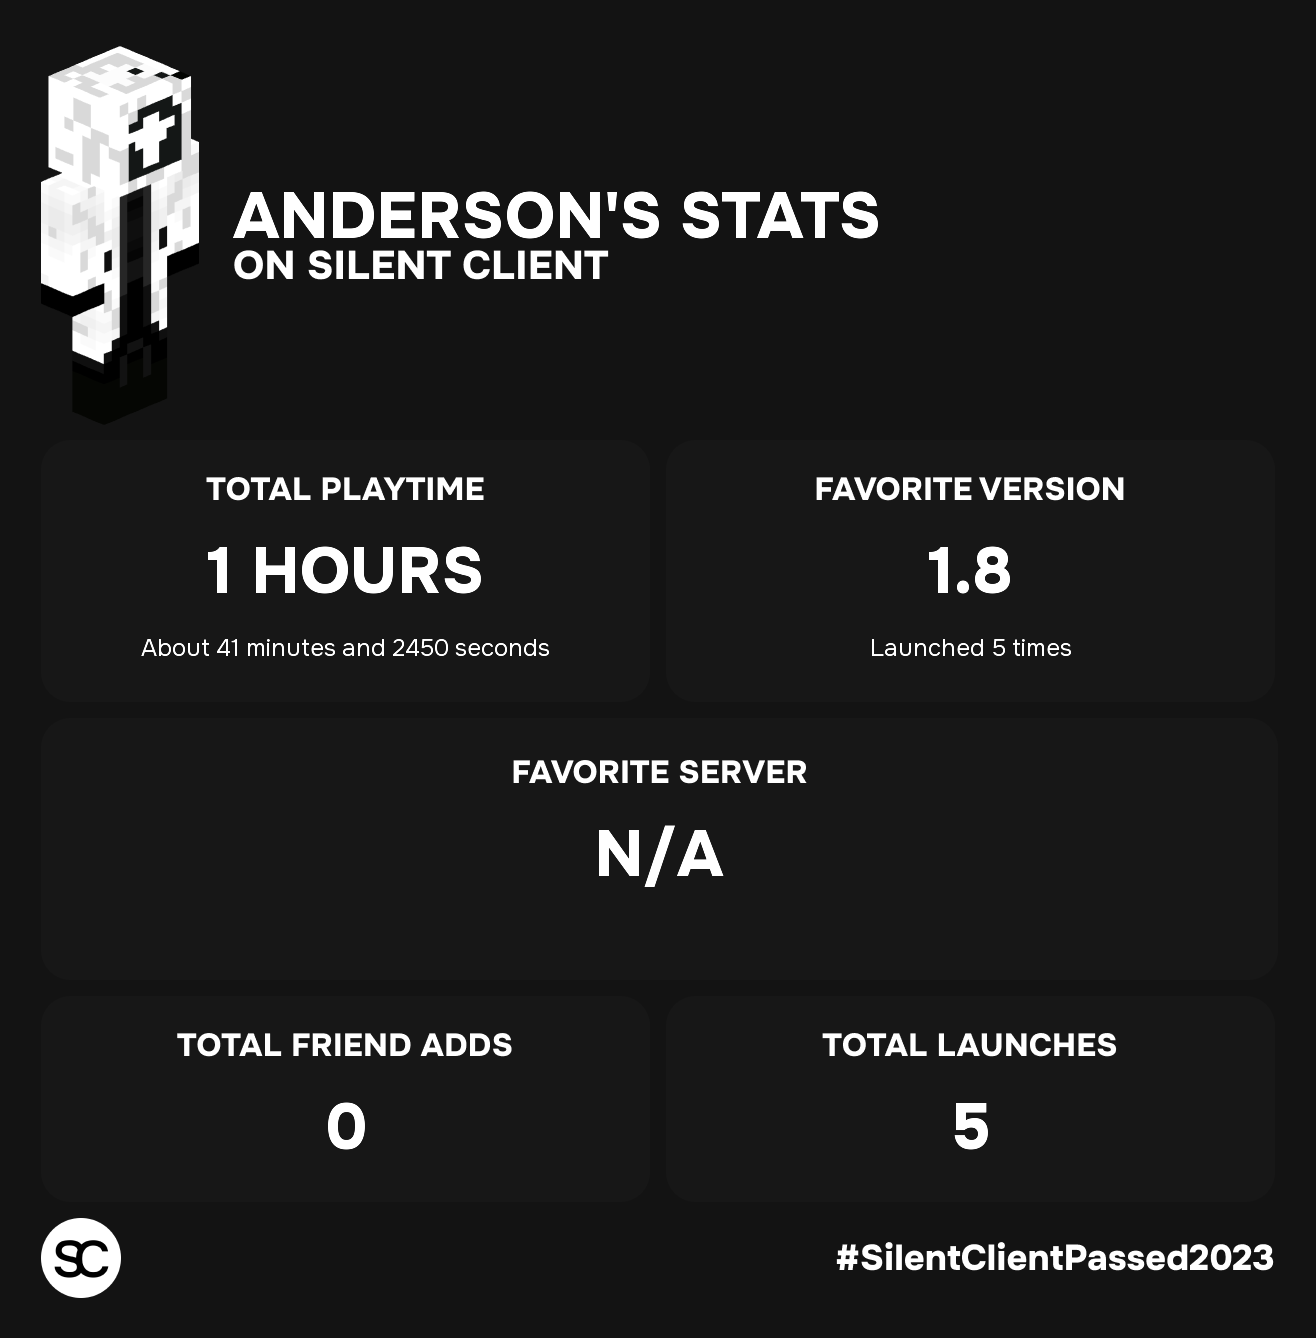 ANDERSON'S STATS
ON SILENT CLIENT
TOTAL PLAYTIME
1 HOURS
About 41 minutes and 2450 seconds
FAVORITE VERSION
1.8
Launched 5 times
FAVORITE SERVER
N/A
TOTAL FRIEND ADDS
0
TOTAL LAUNCHES
5
SC
#SilentClientPassed2023